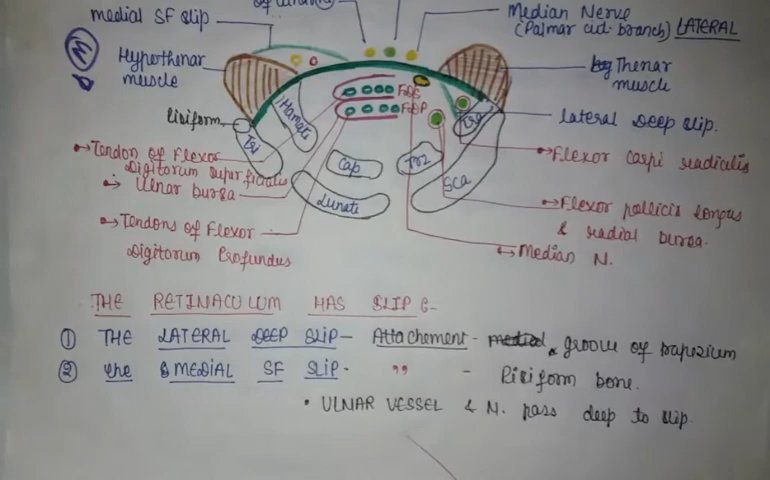 medial SF slip
Median Nerve
(Palmar cut. branch) LATERAL
Hypothenar
muscle
Thenar
muscle
Pisiform
Hamate
FDS
FDP
Tri
Cap
Lunate
Tra
Trz
Sca
lateral Deep slip.
Tendon of Flexor
Digitorum superficialis
Ulnar bursa
Tendons of Flexor
Digitorum Profundus
Flexor carpi radialis
Flexor pollicis longus
& radial bursa.
Median N.
THE RETINACULUM HAS SLIPS-
① THE LATERAL DEEP SLIP- Attachement - groove of trapezium
② the MEDIAL SF SLIP- ,, - Pisiform bone.
• ULNAR VESSEL & N. pass deep to slip